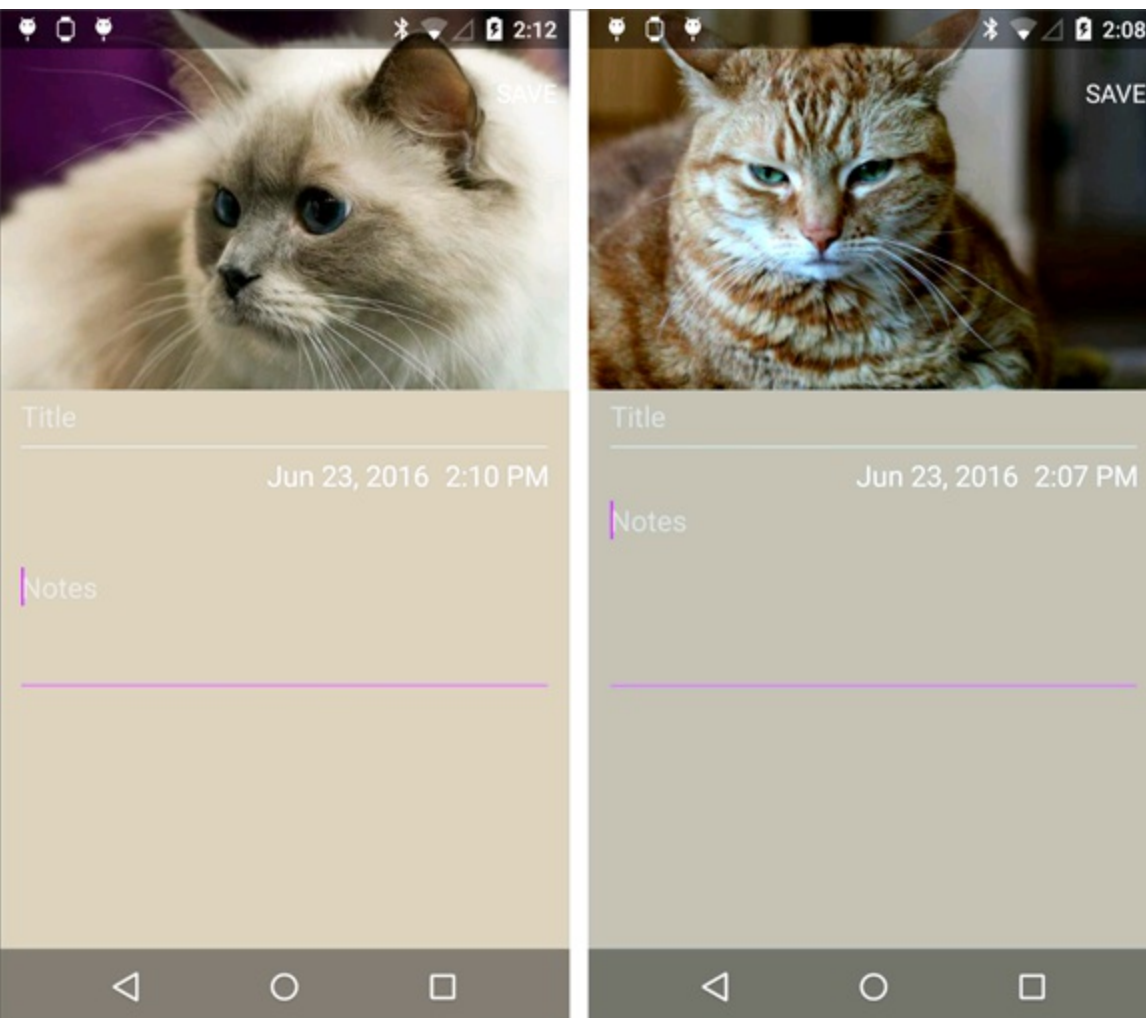 2:12
SAVE
Title
Jun 23, 2016 2:10 PM
Notes
2:08
SAVE
Title
Jun 23, 2016 2:07 PM
Notes